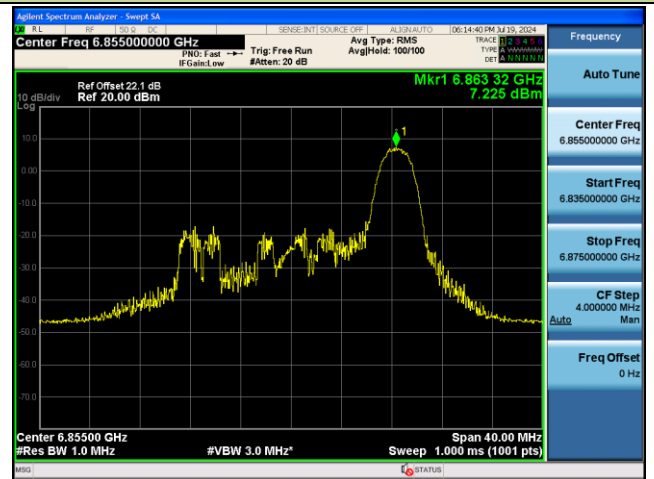 Agilent Spectrum Analyzer - Swept SA
RL RF 50 Ω DC SENSE:INT SOURCE OFF ALIGN AUTO 06:14:40 PM Jul 19, 2024
Center Freq 6.855000000 GHz
PNO: Fast
IFGain:Low
Trig: Free Run
#Atten: 20 dB
Avg Type: RMS
Avg|Hold: 100/100
TRACE 1 2 3 4 5 6
TYPE A
DET A N N N N N
Ref Offset 22.1 dB
10 dB/div Ref 20.00 dBm
Log
Mkr1 6.863 32 GHz
7.225 dBm
1
10.0
0.00
-10.0
-20.0
-30.0
-40.0
-50.0
-60.0
-70.0
Center 6.85500 GHz Span 40.00 MHz
#Res BW 1.0 MHz #VBW 3.0 MHz* Sweep 1.000 ms (1001 pts)
MSG STATUS
Frequency
Auto Tune
Center Freq
6.855000000 GHz
Start Freq
6.835000000 GHz
Stop Freq
6.875000000 GHz
CF Step
4.000000 MHz
Auto Man
Freq Offset
0 Hz